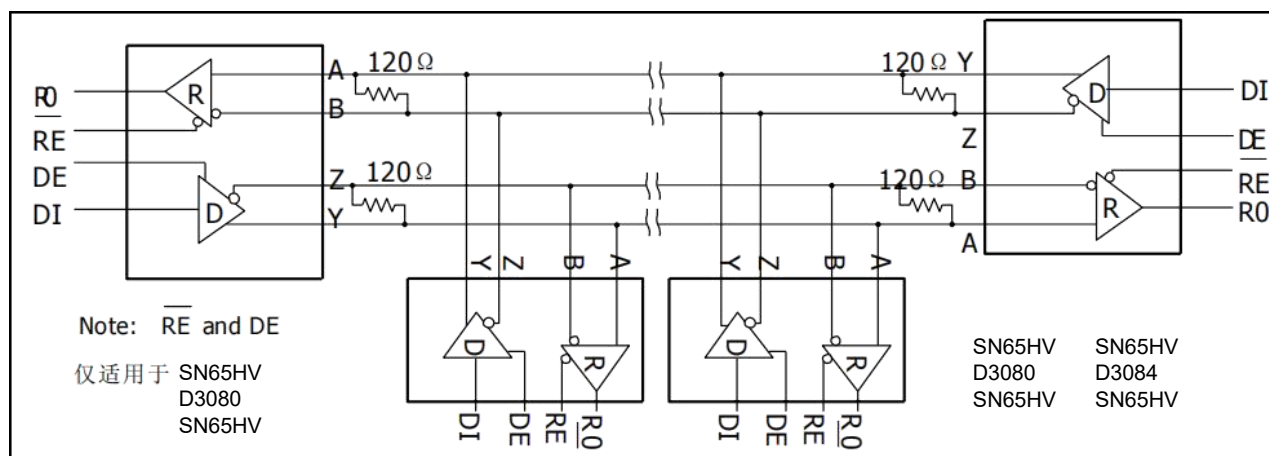 A 120Ω 120Ω Y
R0 R B D DI
RE Z DE
DE Z 120Ω 120Ω B RE
DI D Y R R0
A
Y Z B A Y Z B A
Note: RE and DE
仅适用于 SN65HV
D3080
SN65HV
D R D R
DI DE RE R0 DI DE RE R0
SN65HV SN65HV
D3080 D3084
SN65HV SN65HV